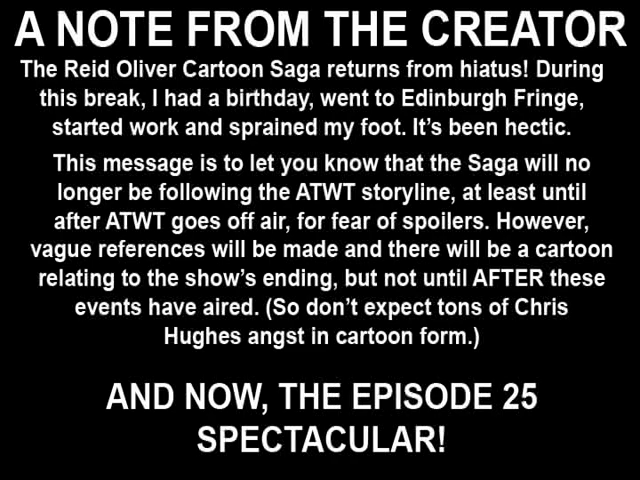 A NOTE FROM THE CREATOR
The Reid Oliver Cartoon Saga returns from hiatus! During
this break, I had a birthday, went to Edinburgh Fringe,
started work and sprained my foot. It's been hectic.
This message is to let you know that the Saga will no
longer be following the ATWT storyline, at least until
after ATWT goes off air, for fear of spoilers. However,
vague references will be made and there will be a cartoon
relating to the show's ending, but not until AFTER these
events have aired. (So don't expect tons of Chris
Hughes angst in cartoon form.)
AND NOW, THE EPISODE 25
SPECTACULAR!